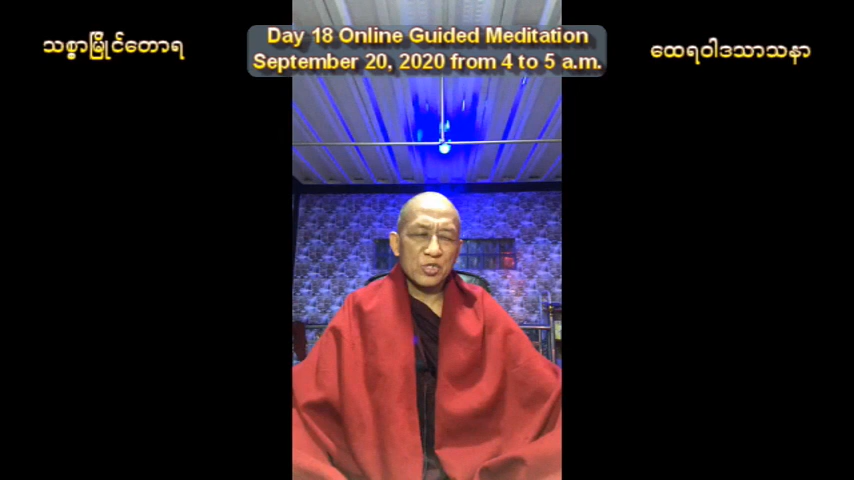 သစ္စာမြိုင်တောရ
Day 18 Online Guided Meditation
September 20, 2020 from 4 to 5 a.m.
ထေရဝါဒသာသနာ